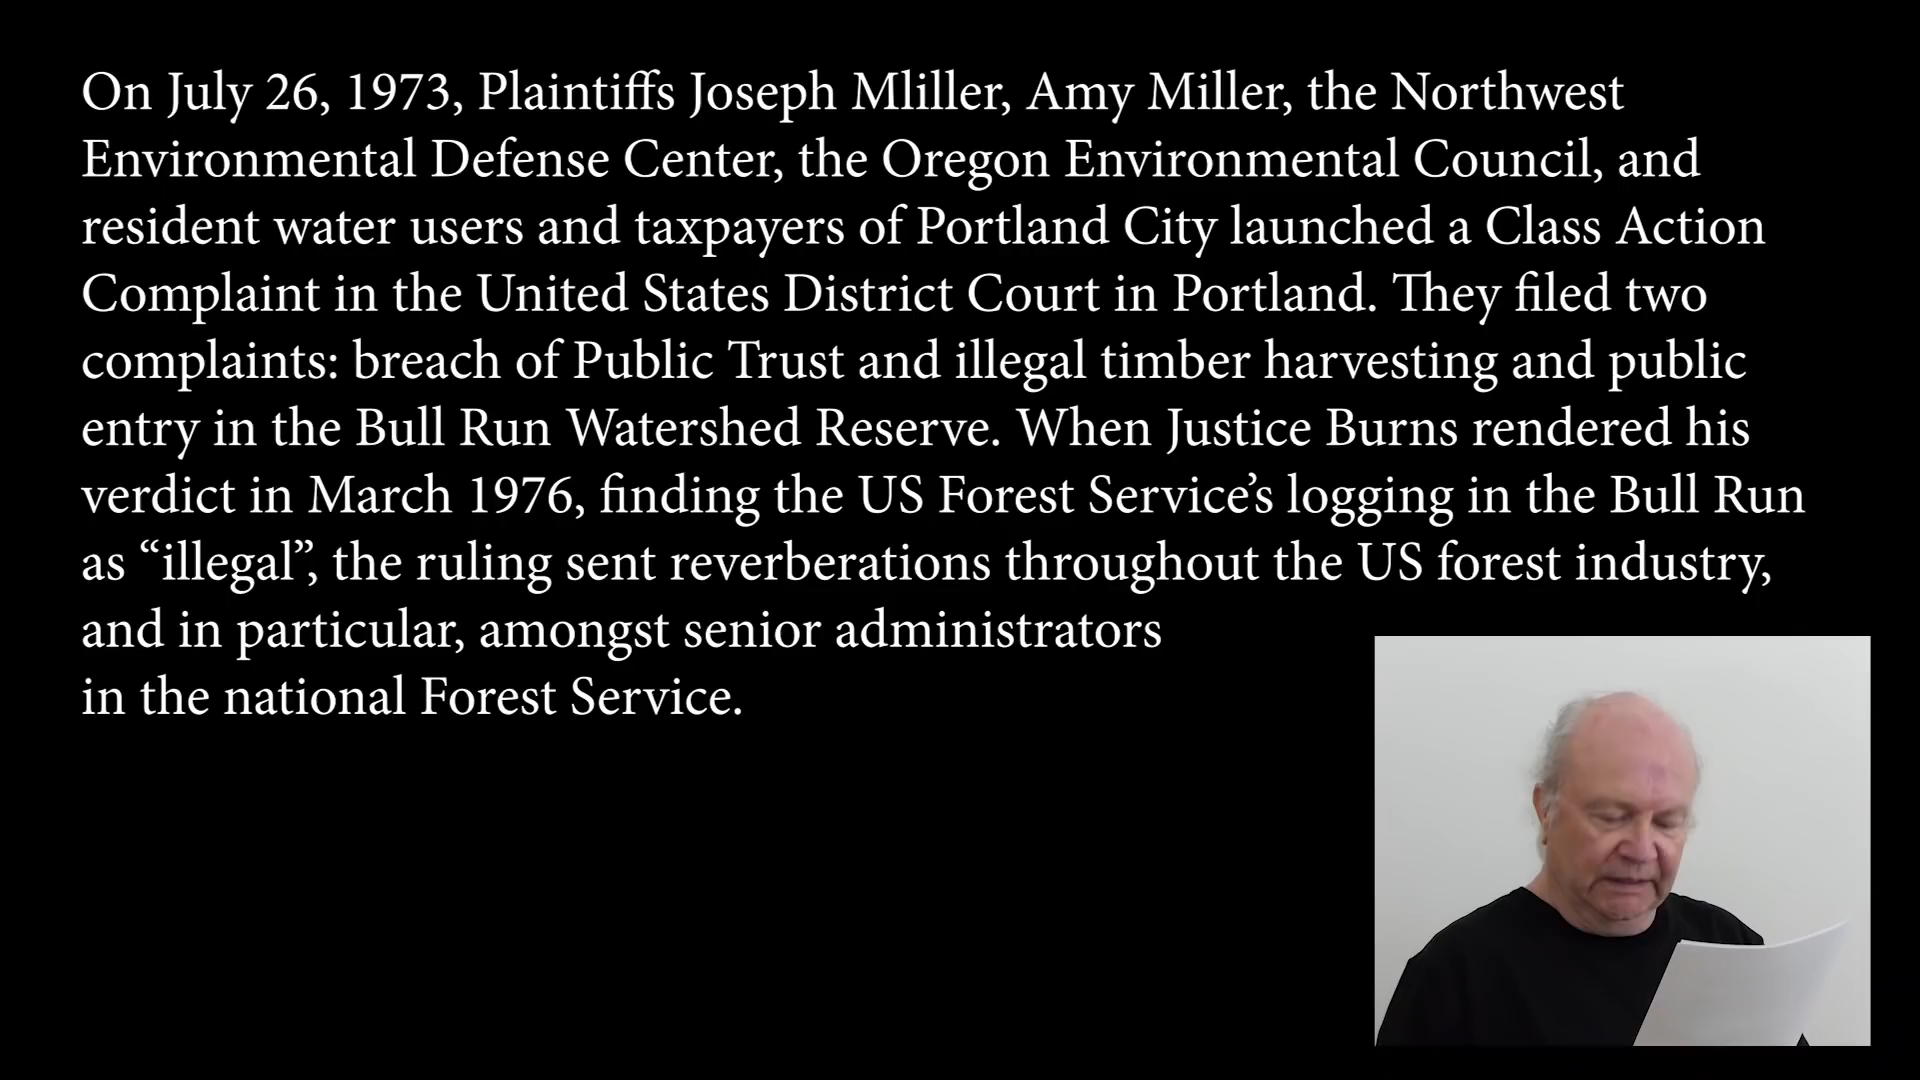 On July 26, 1973, Plaintiffs Joseph Mliller, Amy Miller, the Northwest
Environmental Defense Center, the Oregon Environmental Council, and
resident water users and taxpayers of Portland City launched a Class Action
Complaint in the United States District Court in Portland. They filed two
complaints: breach of Public Trust and illegal timber harvesting and public
entry in the Bull Run Watershed Reserve. When Justice Burns rendered his
verdict in March 1976, finding the US Forest Service’s logging in the Bull Run
as “illegal”, the ruling sent reverberations throughout the US forest industry,
and in particular, amongst senior administrators
in the national Forest Service.